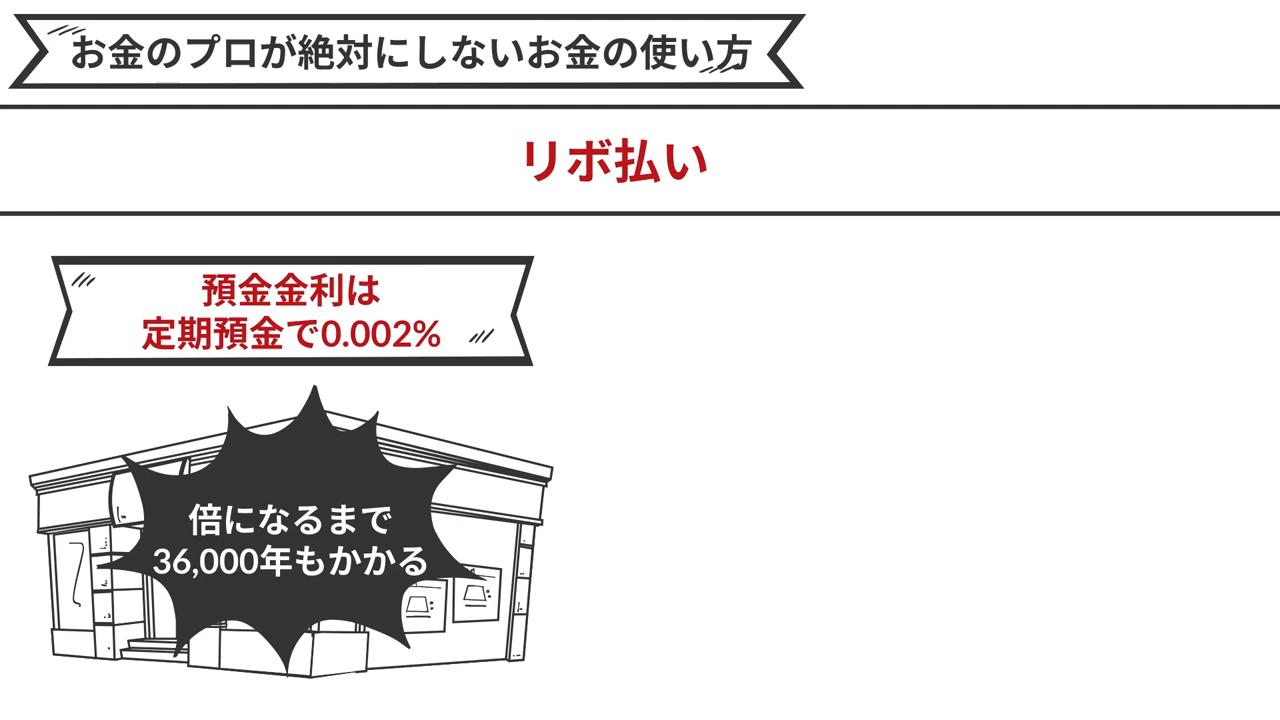 お金のプロが絶対にしないお金の使い方
リボ払い
預金金利は
定期預金で0.002%
倍になるまで
36,000年もかかる